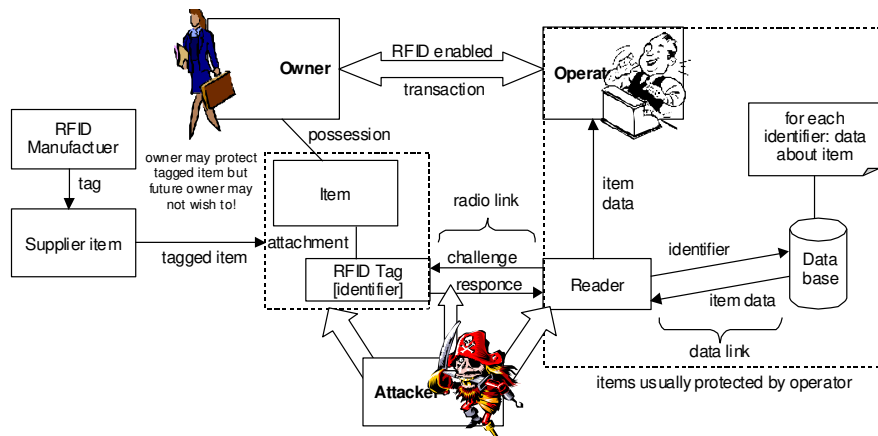 RFID enabled
Owner
Operat
transaction
for each
identifier: data
about item
RFID
Manufactuer
possession
owner may protect
tagged item but
future owner may
not wish to!
tag
Item
item
data
radio link
Supplier item
attachment
tagged item
challenge
identifier
RFID Tag
[identifier]
responce
Reader
Data
base
item data
data link
Attacker
items usually protected by operator